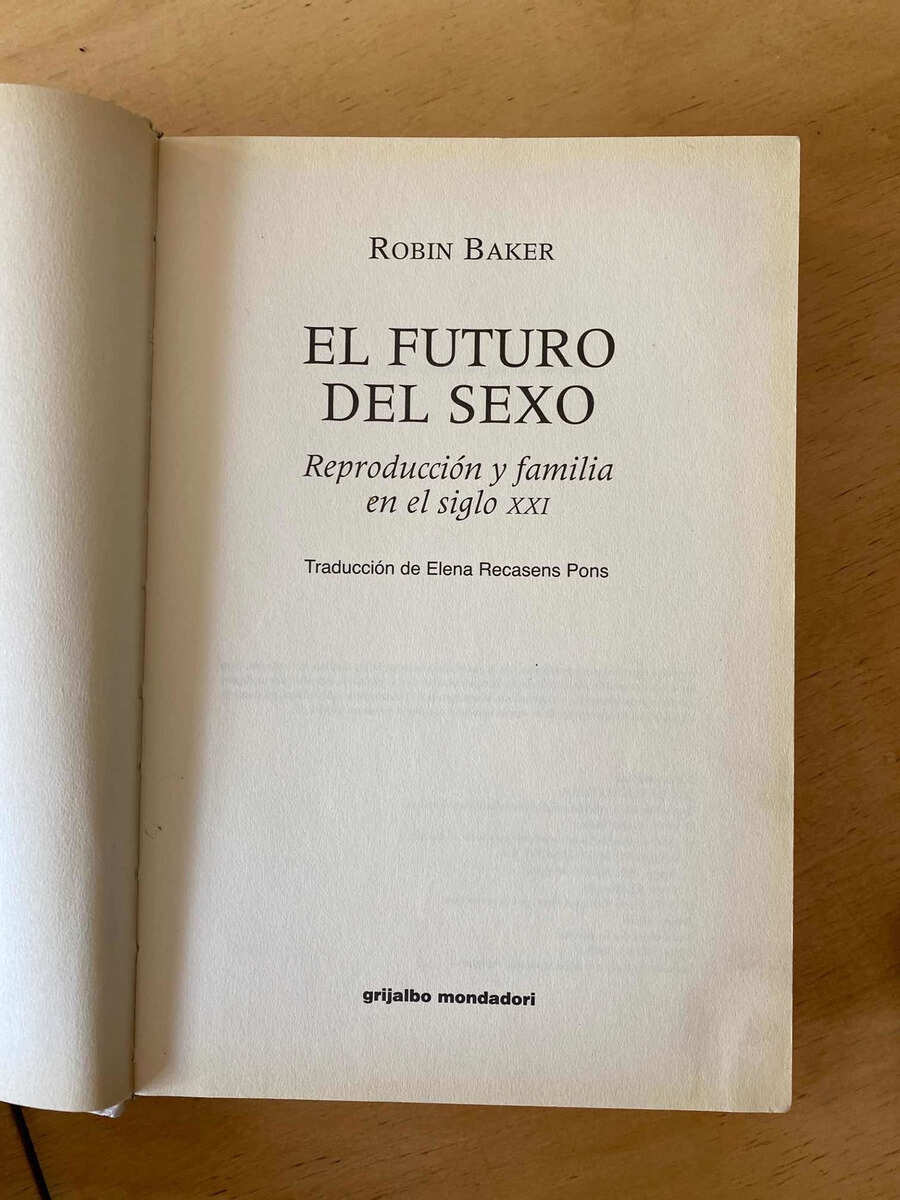 ROBIN BAKER
EL FUTURO
DEL SEXO
Reproducción y familia
en el siglo XXI
Traducción de Elena Recasens Pons
grijalbo mondadori